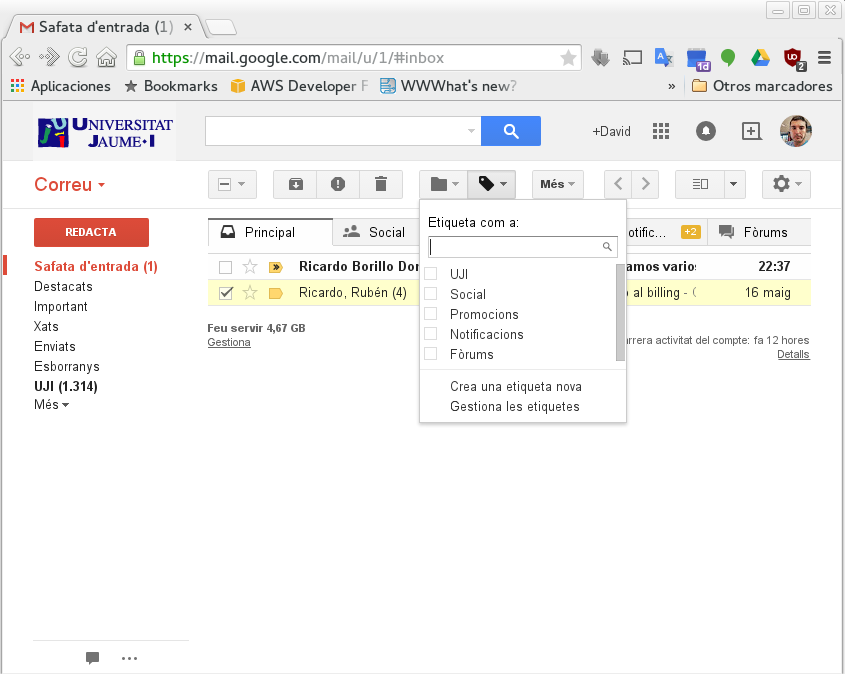 Safata d'entrada (1)
https://mail.google.com/mail/u/1/#inbox
1d
UO
2
Aplicaciones
Bookmarks
AWS Developer F
WWWhat's new?
»
Otros marcadores
UNIVERSITAT
JAUME·I
+David
Correu
Més
REDACTA
Principal
Social
otific...
+2
Fòrums
Etiqueta com a:
Safata d'entrada (1)
Destacats
Important
Xats
Enviats
Esborranys
UJI (1.314)
Més
Ricardo Borillo Dor
amos varios
22:37
Ricardo, Rubén (4)
al billing - (
16 maig
UJI
Social
Promocions
Notificacions
Fòrums
Crea una etiqueta nova
Gestiona les etiquetes
Feu servir 4,67 GB
Gestiona
rrera activitat del compte: fa 12 hores
Detalls